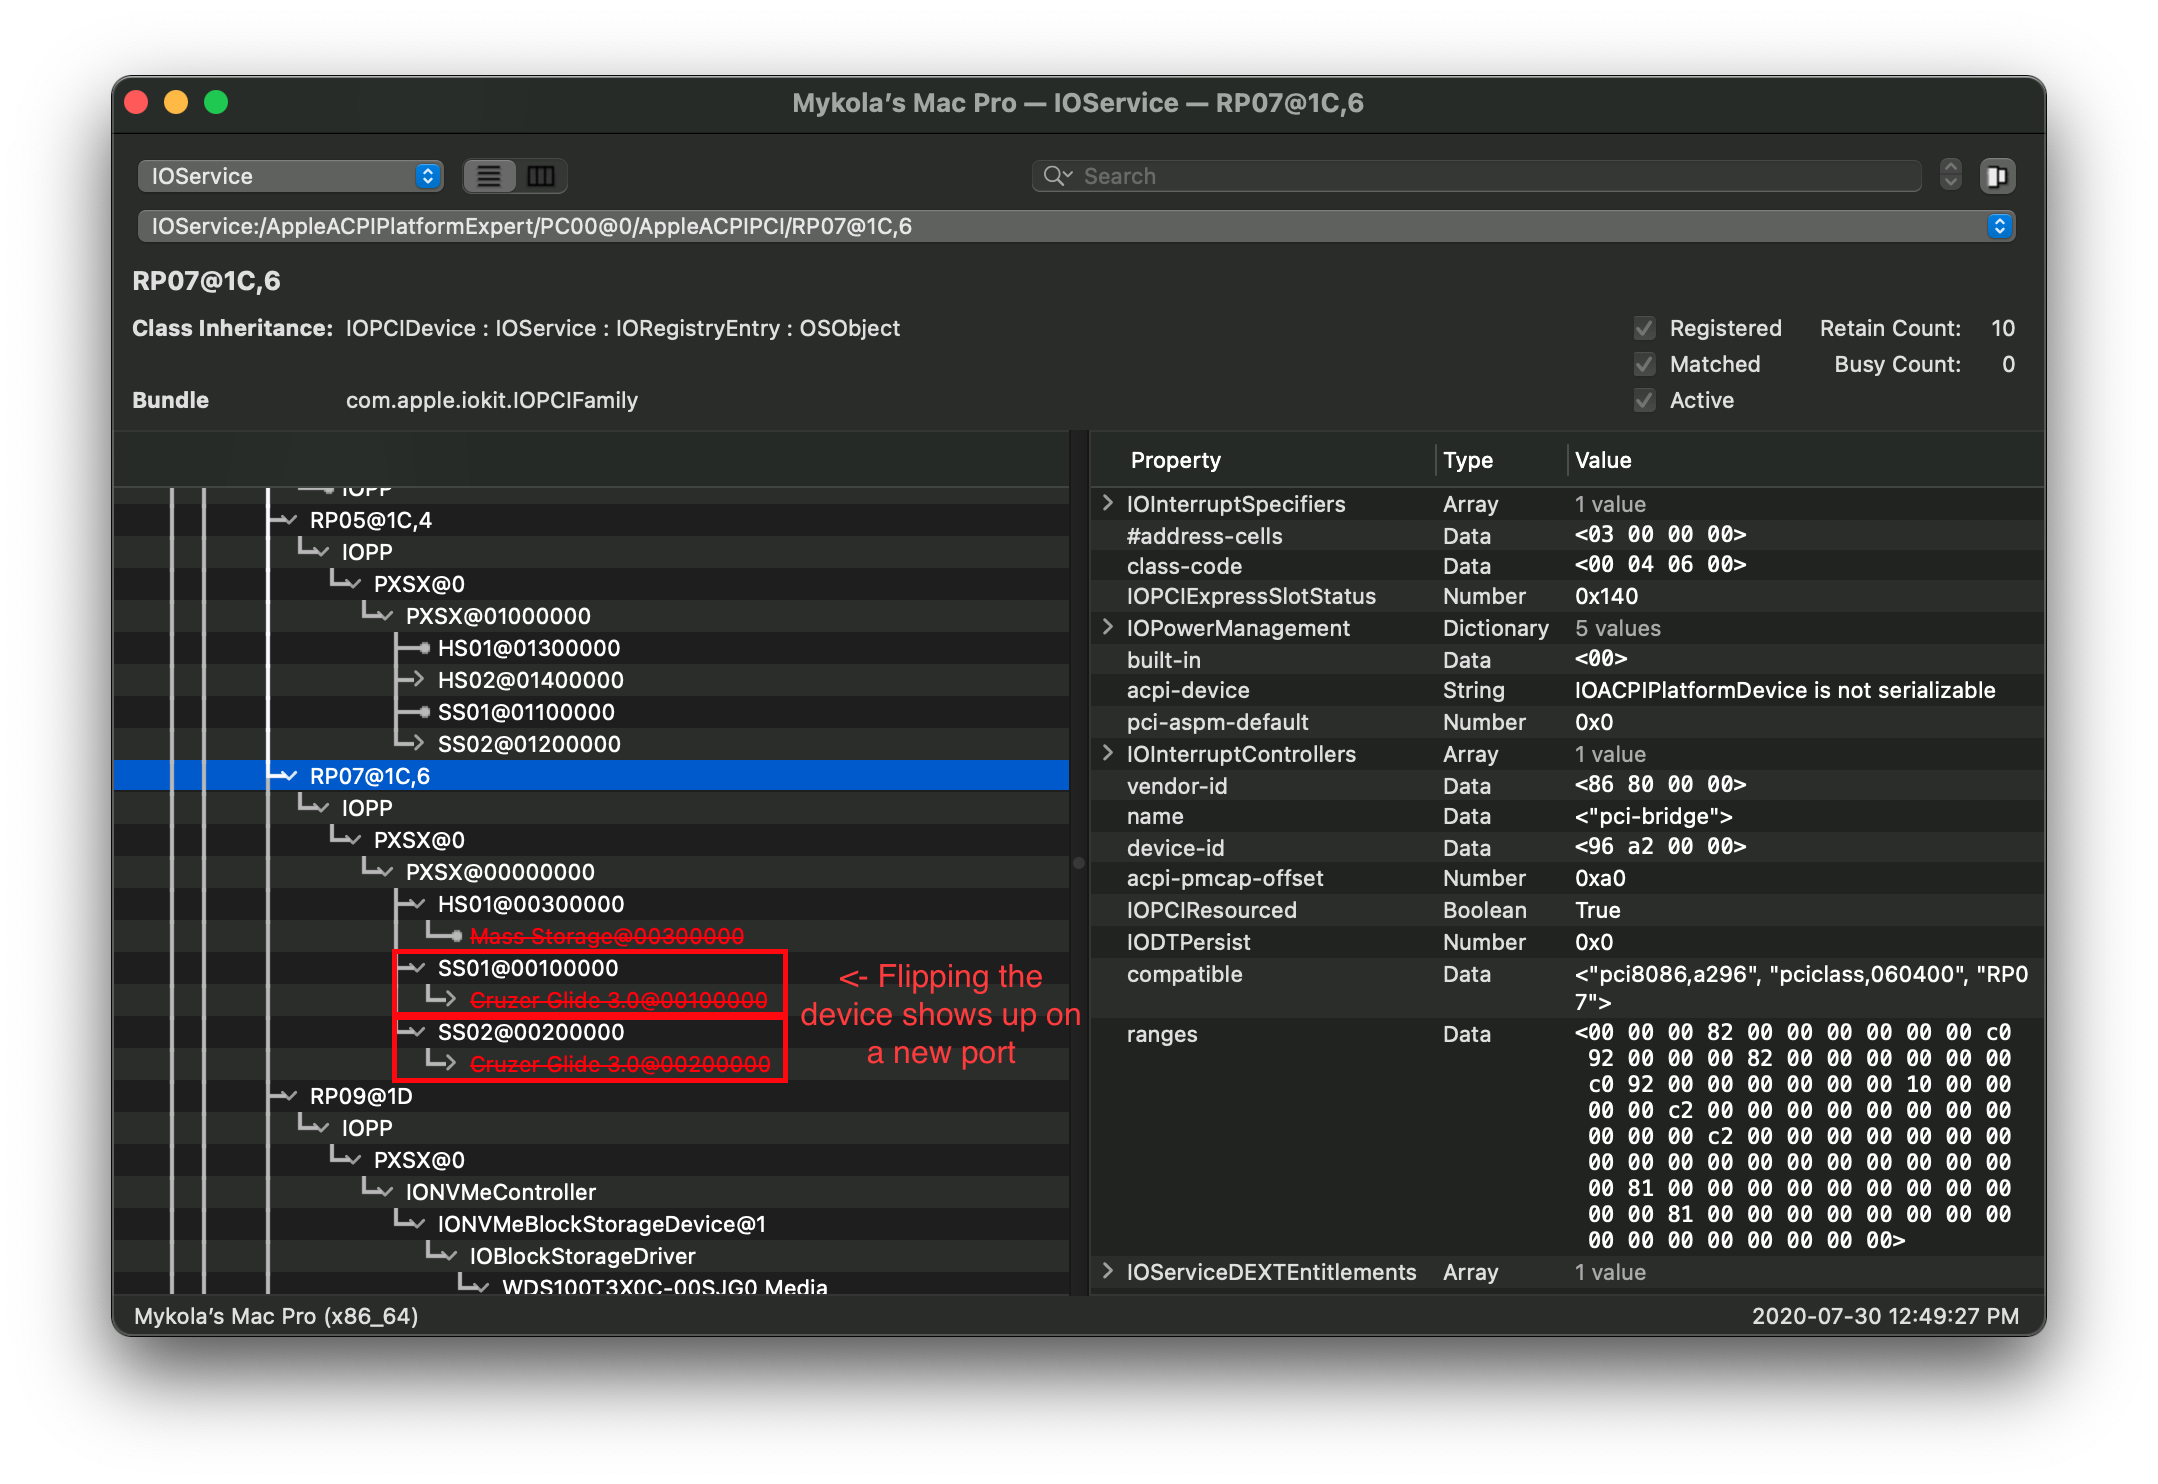 Mykola's Mac Pro — IOService — RP07@1C,6
IOService
Search
IOService:/AppleACPIPlatformExpert/PC00@0/AppleACPIPCI/RP07@1C,6
RP07@1C,6
Class Inheritance: IOPCIDevice : IOService : IORegistryEntry : OSObject
Registered Retain Count: 10
Matched Busy Count: 0
Bundle com.apple.iokit.IOPCIFamily
Active
IOPP
RP05@1C,4
IOPP
PXSX@0
PXSX@01000000
HS01@01300000
HS02@01400000
SS01@01100000
SS02@01200000
RP07@1C,6
IOPP
PXSX@0
PXSX@00000000
HS01@00300000
Mass Storage@00300000
SS01@00100000
Cruzer Glide 3.0@00100000
SS02@00200000
Cruzer Glide 3.0@00200000
<- Flipping the
device shows up on
a new port
RP09@1D
IOPP
PXSX@0
IONVMeController
IONVMeBlockStorageDevice@1
IOBlockStorageDriver
WDS100T3X0C-00SJG0 Media
Property Type Value
IOInterruptSpecifiers Array 1 value
#address-cells Data <03 00 00 00>
class-code Data <00 04 06 00>
IOPCIExpressSlotStatus Number 0x140
IOPowerManagement Dictionary 5 values
built-in Data <00>
acpi-device String IOACPIPlatformDevice is not serializable
pci-aspm-default Number 0x0
IOInterruptControllers Array 1 value
vendor-id Data <86 80 00 00>
name Data <"pci-bridge">
device-id Data <96 a2 00 00>
acpi-pmcap-offset Number 0xa0
IOPCIResourced Boolean True
IODTPersist Number 0x0
compatible Data <"pci8086,a296", "pciclass,060400", "RP0
7">
ranges Data <00 00 00 82 00 00 00 00 00 00 c0
92 00 00 00 82 00 00 00 00 00 00
c0 92 00 00 00 00 00 00 10 00 00
00 00 c2 00 00 00 00 00 00 00 00
00 00 00 c2 00 00 00 00 00 00 00
00 00 00 00 00 00 00 00 00 00 00
00 81 00 00 00 00 00 00 00 00 00
00 00 81 00 00 00 00 00 00 00 00
00 00 00 00 00 00 00 00>
IOServiceDEXTEntitlements Array 1 value
Mykola's Mac Pro (x86_64)
2020-07-30 12:49:27 PM